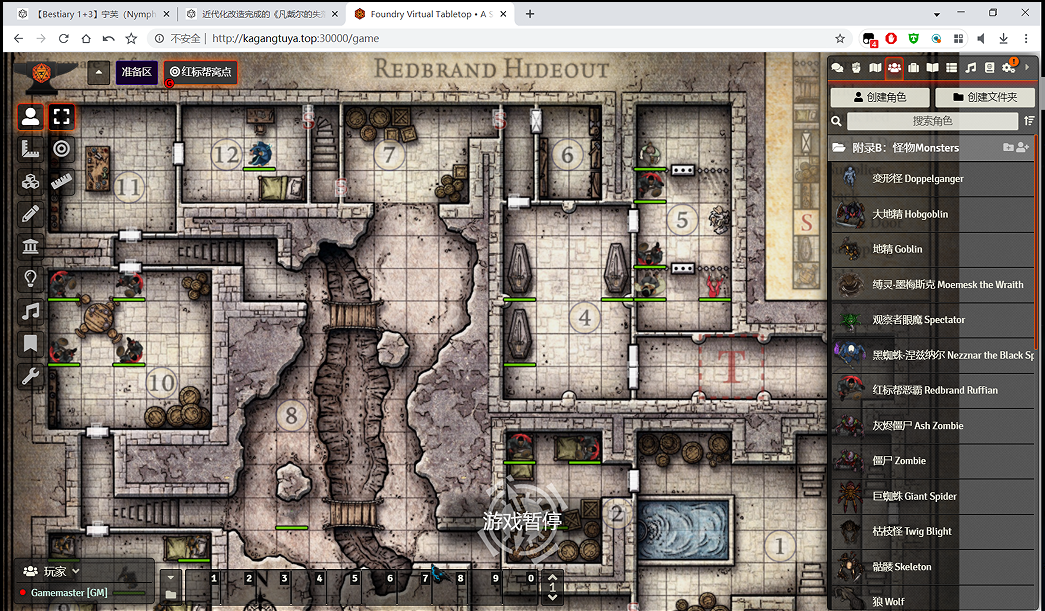 【Bestiary 1+3】宁芙（Nymph
近代化改造完成的《凡戴尔的失
Foundry Virtual Tabletop • A S
不安全 | http://kagangtuya.top:30000/game
4
准备区
红标帮窝点
REDBRAND HIDEOUT
创建角色
创建文件夹
搜索角色
附录B：怪物Monsters
变形怪 Doppelganger
大地精 Hobgoblin
地精 Goblin
缚灵·墨梅斯克 Moemesk the Wraith
观察者眼魔 Spectator
黑蜘蛛·涅兹纳尔 Nezznar the Black Sp
红标帮恶霸 Redbrand Ruffian
灰烬僵尸 Ash Zombie
僵尸 Zombie
巨蜘蛛 Giant Spider
枯枝怪 Twig Blight
骷髅 Skeleton
狼 Wolf
11
12
7
6
5
S
S
S
S
4
T
10
8
2
1
游戏暂停
玩家
Gamemaster [GM]
1 2 3 4 5 6 7 8 9 0
1